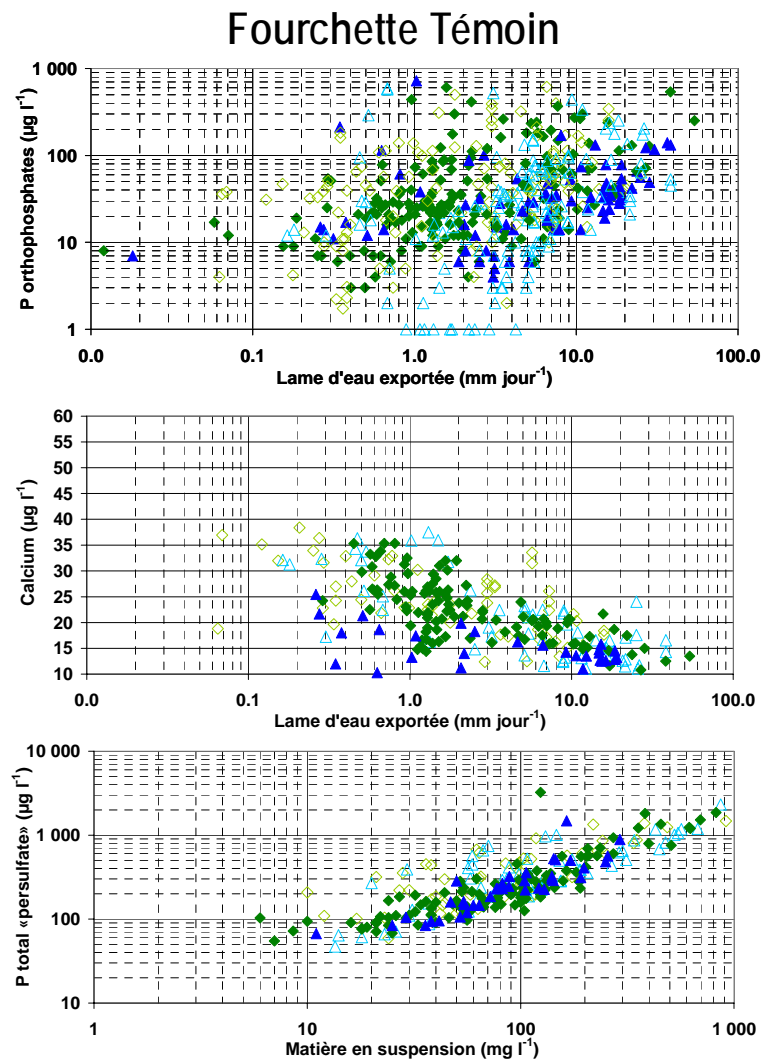 Fourchette Témoin
P orthophosphates (µg l⁻¹)
1 000
100
10
1
0.0 0.1 1.0 10.0 100.0
Lame d'eau exportée (mm jour⁻¹)
Calcium (µg l⁻¹)
60
55
50
45
40
35
30
25
20
15
10
0.0 0.1 1.0 10.0 100.0
Lame d'eau exportée (mm jour⁻¹)
P total «persulfate» (µg l⁻¹)
10 000
1 000
100
10
1 10 100 1 000
Matière en suspension (mg l⁻¹)